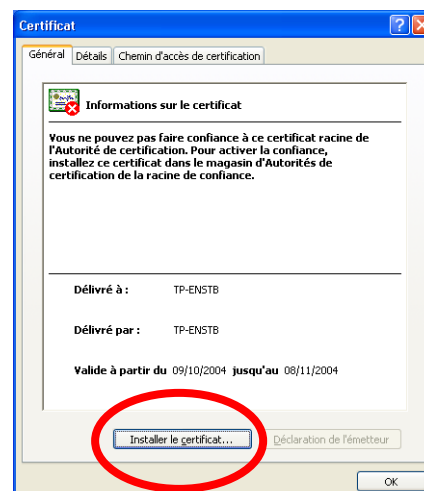 Certificat
Général Détails Chemin d'accès de certification
Informations sur le certificat
Vous ne pouvez pas faire confiance à ce certificat racine de
l'Autorité de certification. Pour activer la confiance,
installez ce certificat dans le magasin d'Autorités de
certification de la racine de confiance.
Délivré à : TP-ENSTB
Délivré par : TP-ENSTB
Valide à partir du 09/10/2004 jusqu'au 08/11/2004
Installer le certificat... Déclaration de l'émetteur
OK